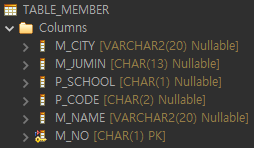 TABLE_MEMBER
Columns
M_CITY [VARCHAR2(20) Nullable]
M_JUMIN [CHAR(13) Nullable]
P_SCHOOL [CHAR(1) Nullable]
P_CODE [CHAR(2) Nullable]
M_NAME [VARCHAR2(20) Nullable]
M_NO [CHAR(1) PK]